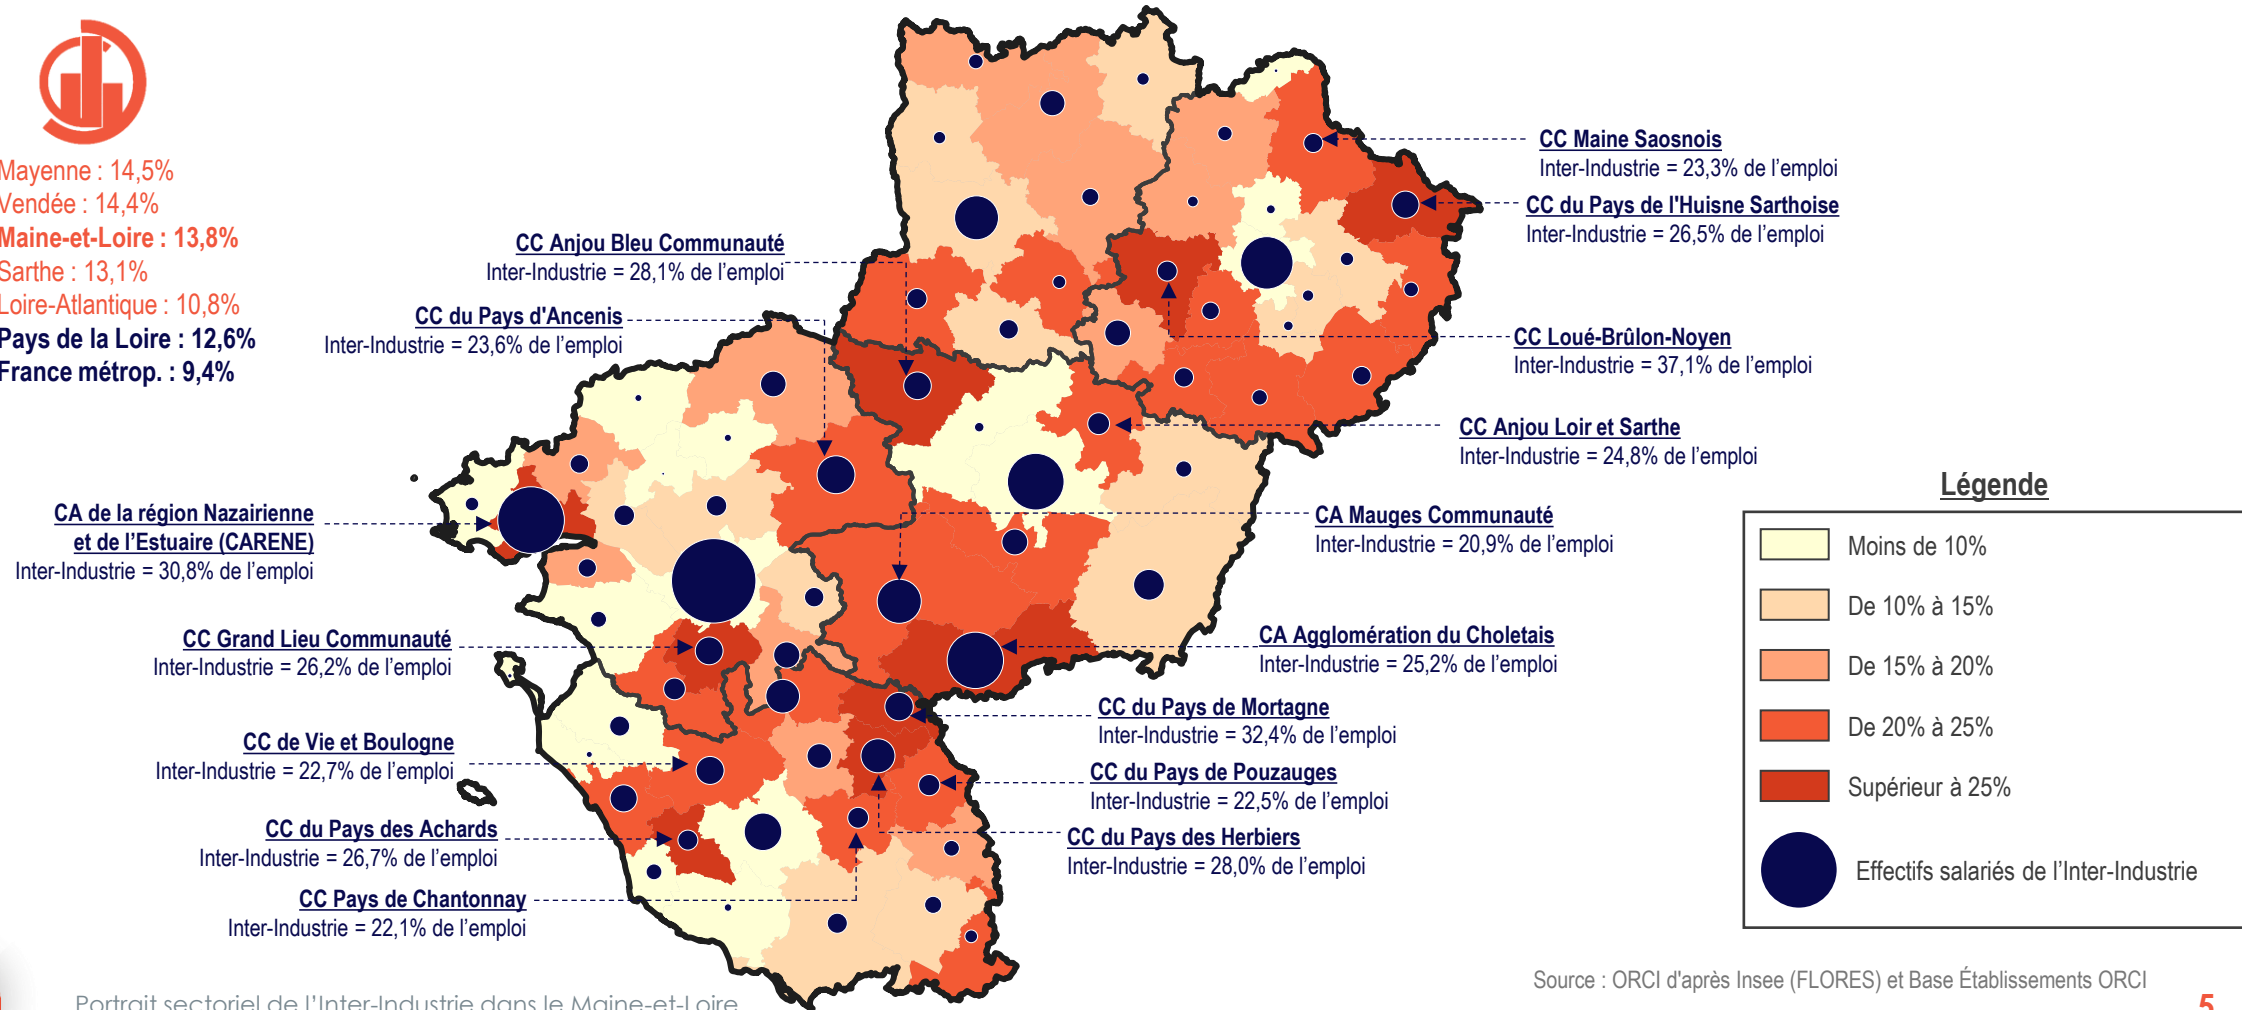 Mayenne : 14,5%
Vendée : 14,4%
Maine-et-Loire : 13,8%
Sarthe : 13,1%
Loire-Atlantique : 10,8%
Pays de la Loire : 12,6%
France métrop. : 9,4%
CC Anjou Bleu Communauté
Inter-Industrie = 28,1% de l’emploi
CC du Pays d'Ancenis
Inter-Industrie = 23,6% de l’emploi
CA de la région Nazairienne
et de l’Estuaire (CARENE)
Inter-Industrie = 30,8% de l’emploi
CC Grand Lieu Communauté
Inter-Industrie = 26,2% de l’emploi
CC de Vie et Boulogne
Inter-Industrie = 22,7% de l’emploi
CC du Pays des Achards
Inter-Industrie = 26,7% de l’emploi
CC Pays de Chantonnay
Inter-Industrie = 22,1% de l’emploi
CC Maine Saosnois
Inter-Industrie = 23,3% de l’emploi
CC du Pays de l'Huisne Sarthoise
Inter-Industrie = 26,5% de l’emploi
CC Loué-Brûlon-Noyen
Inter-Industrie = 37,1% de l’emploi
CC Anjou Loir et Sarthe
Inter-Industrie = 24,8% de l’emploi
CA Mauges Communauté
Inter-Industrie = 20,9% de l’emploi
CA Agglomération du Choletais
Inter-Industrie = 25,2% de l’emploi
CC du Pays de Mortagne
Inter-Industrie = 32,4% de l’emploi
CC du Pays de Pouzauges
Inter-Industrie = 22,5% de l’emploi
CC du Pays des Herbiers
Inter-Industrie = 28,0% de l’emploi
Légende
Moins de 10%
De 10% à 15%
De 15% à 20%
De 20% à 25%
Supérieur à 25%
Effectifs salariés de l’Inter-Industrie
Source : ORCI d'après Insee (FLORES) et Base Établissements ORCI
Portrait sectoriel de l’Inter-Industrie dans le Maine-et-Loire
5